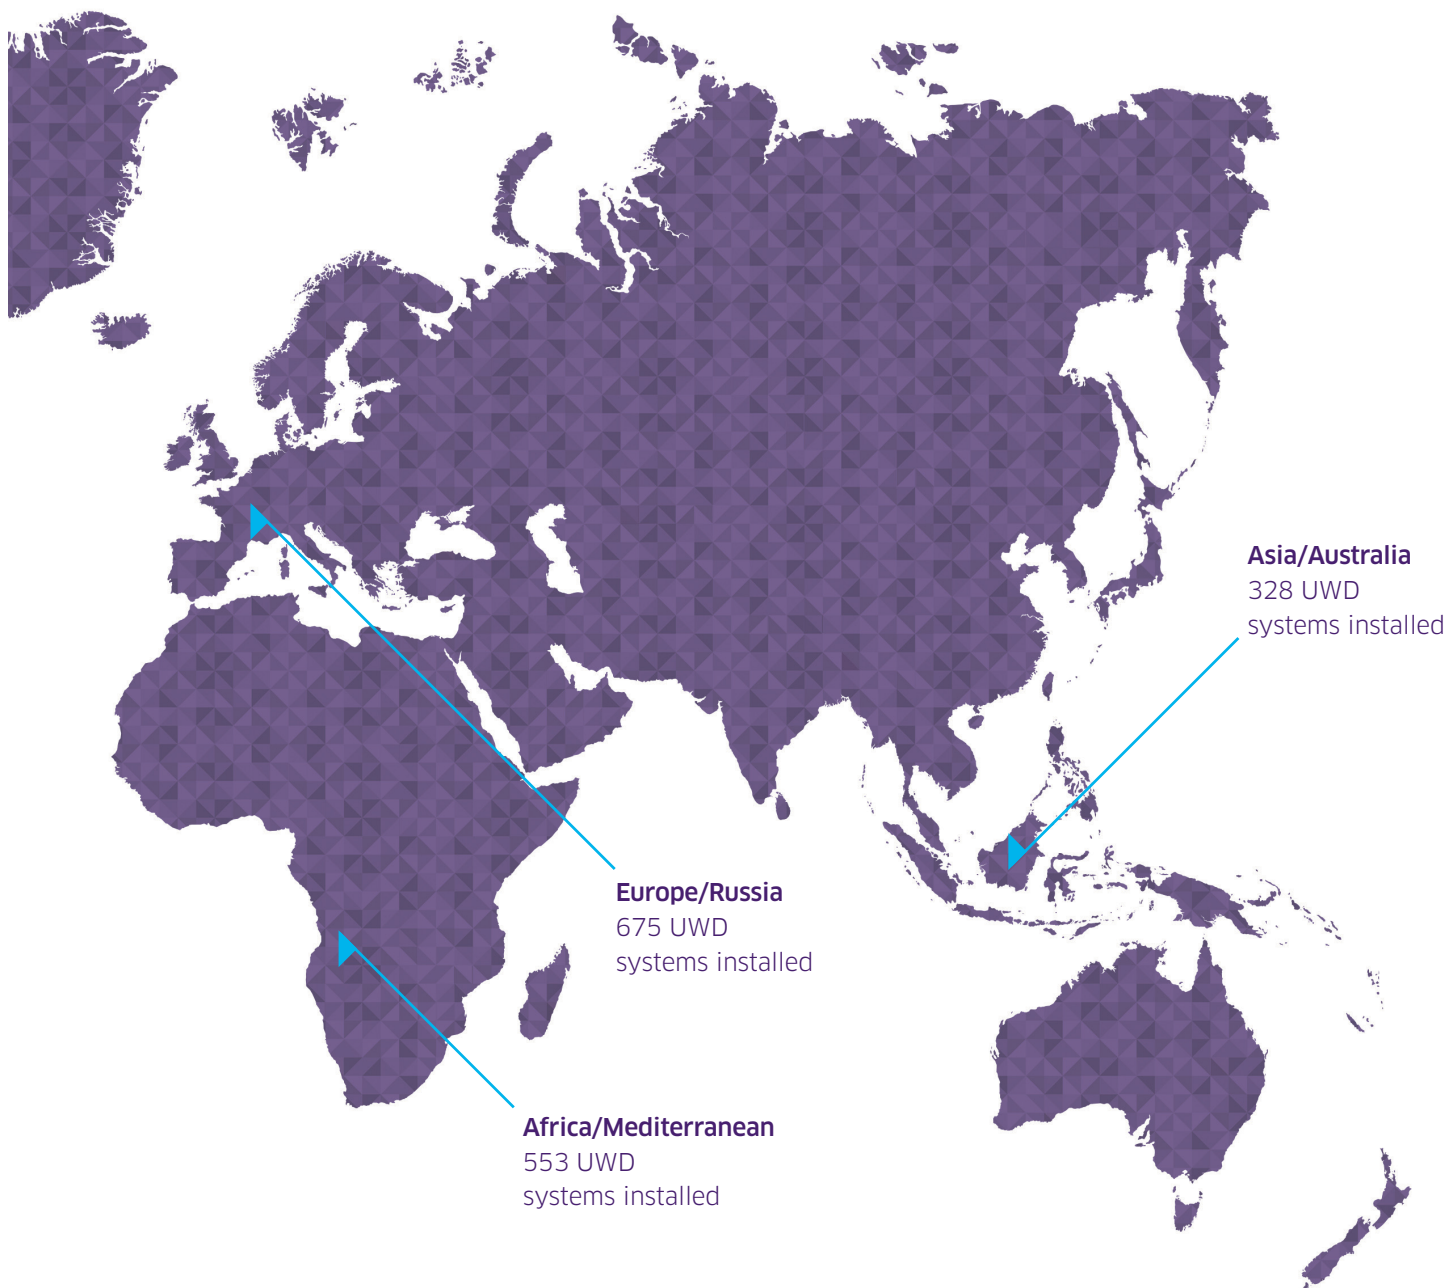 Asia/Australia
328 UWD
systems installed
Europe/Russia
675 UWD
systems installed
Africa/Mediterranean
553 UWD
systems installed